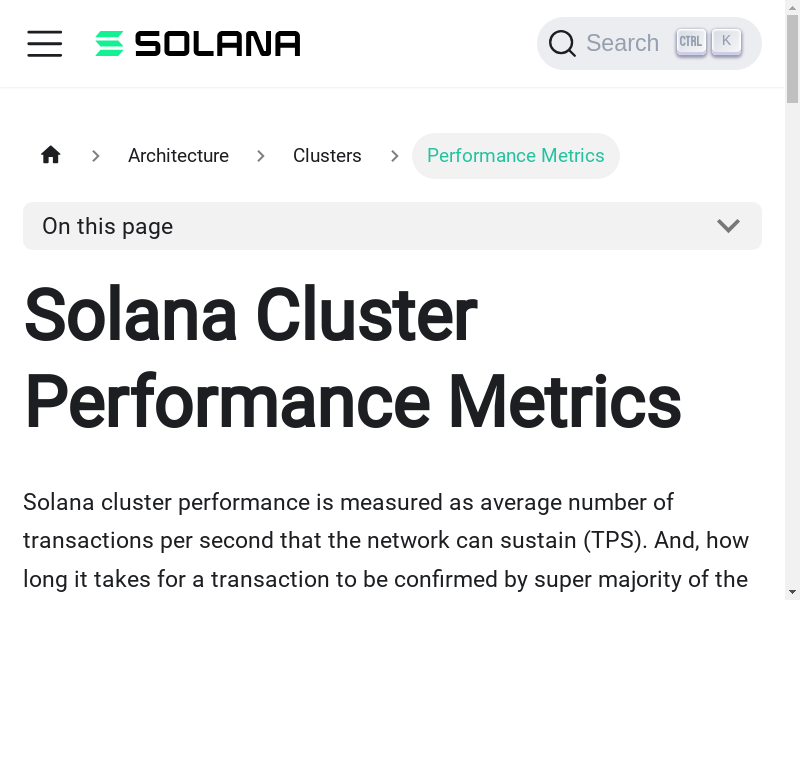 SOLANA
Search CTRL K
Architecture Clusters Performance Metrics
On this page
Solana Cluster
Performance Metrics
Solana cluster performance is measured as average number of
transactions per second that the network can sustain (TPS). And, how
long it takes for a transaction to be confirmed by super majority of the